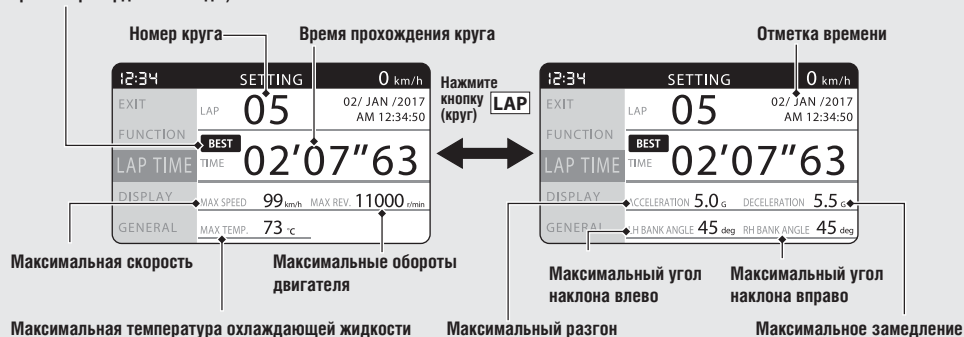 Номер круга
Время прохождения круга
Отметка времени
12:34 SETTING 0 km/h
EXIT
FUNCTION
LAP TIME
DISPLAY
GENERAL
LAP 05
02/ JAN /2017
AM 12:34:50
BEST
TIME 02'07"63
MAX SPEED 99 km/h MAX REV. 11000 r/min
MAX TEMP. 73 °C
Нажмите
кнопку LAP
(круг)
12:34 SETTING 0 km/h
EXIT
FUNCTION
LAP TIME
DISPLAY
GENERAL
LAP 05
02/ JAN /2017
AM 12:34:50
BEST
TIME 02'07"63
ACCELERATION 5.0 G DECELERATION 5.5 G
LH BANK ANGLE 45 deg RH BANK ANGLE 45 deg
Максимальная скорость
Максимальные обороты
двигателя
Максимальный угол
наклона влево
Максимальный угол
наклона вправо
Максимальная температура охлаждающей жидкости
Максимальный разгон
Максимальное замедление